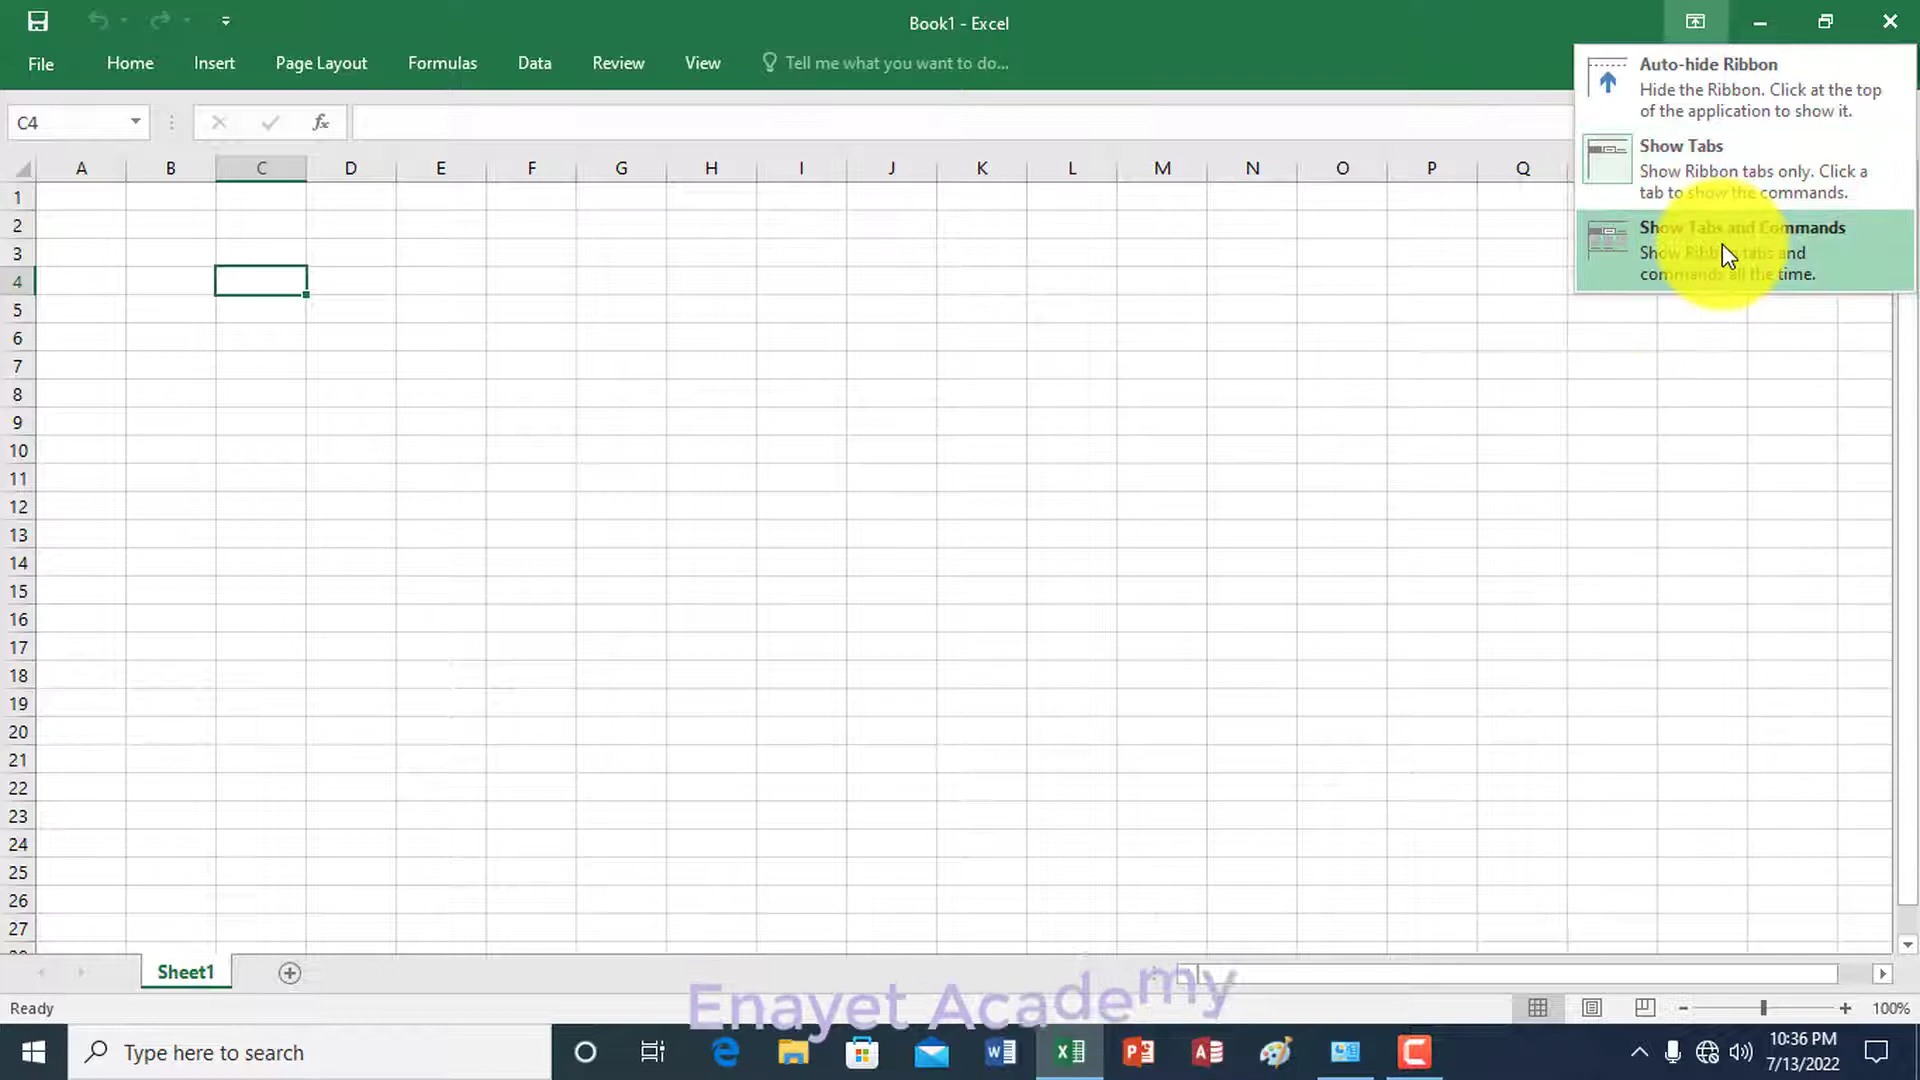 Book1 - Excel
File Home Insert Page Layout Formulas Data Review View Tell me what you want to do...
Auto-hide Ribbon
Hide the Ribbon. Click at the top
of the application to show it.
Show Tabs
Show Ribbon tabs only. Click a
tab to show the commands.
Show Tabs and Commands
Show Ribbon tabs and
commands all the time.
C4 fx
A B C D E F G H I J K L M N O P Q
1
2
3
4
5
6
7
8
9
10
11
12
13
14
15
16
17
18
19
20
21
22
23
24
25
26
27
Sheet1
Enayet Academy
Ready 100%
Type here to search
10:36 PM
7/13/2022